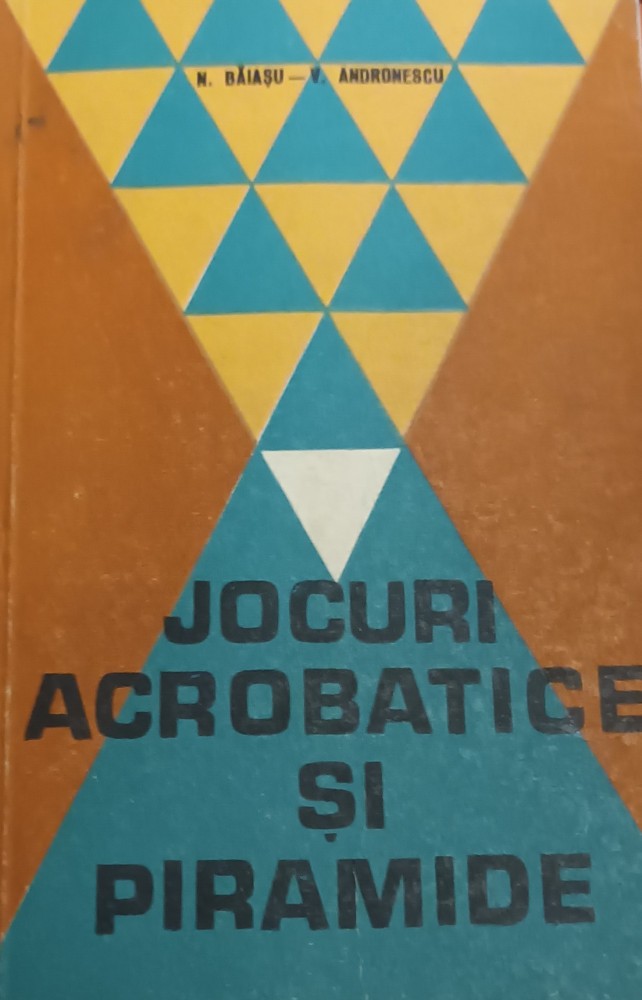 N. BĂIAȘU — V. ANDRONESCU
JOCURI
ACROBATICE
ȘI
PIRAMIDE